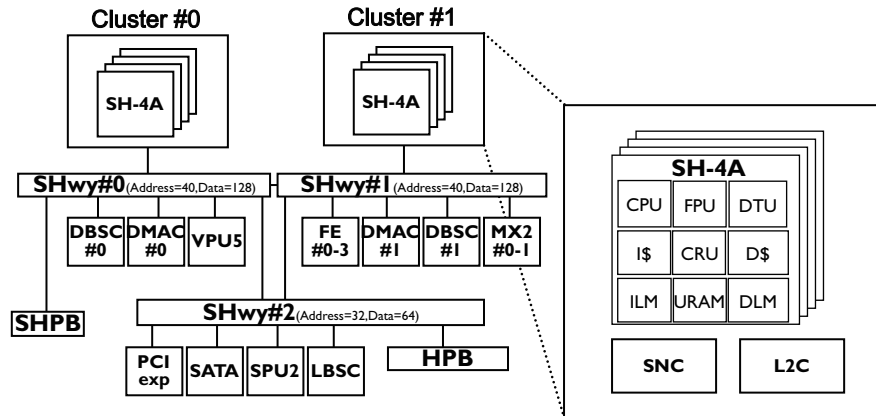 Cluster #0
Cluster #1
SH-4A
SH-4A
SHwy#0(Address=40,Data=128)
SHwy#1(Address=40,Data=128)
DBSC
#0
DMAC
#0
VPU5
FE
#0-3
DMAC
#1
DBSC
#1
MX2
#0-1
SHPB
SHwy#2(Address=32,Data=64)
PCI
exp
SATA
SPU2
LBSC
HPB
SH-4A
CPU
FPU
DTU
I$
CRU
D$
ILM
URAM
DLM
SNC
L2C